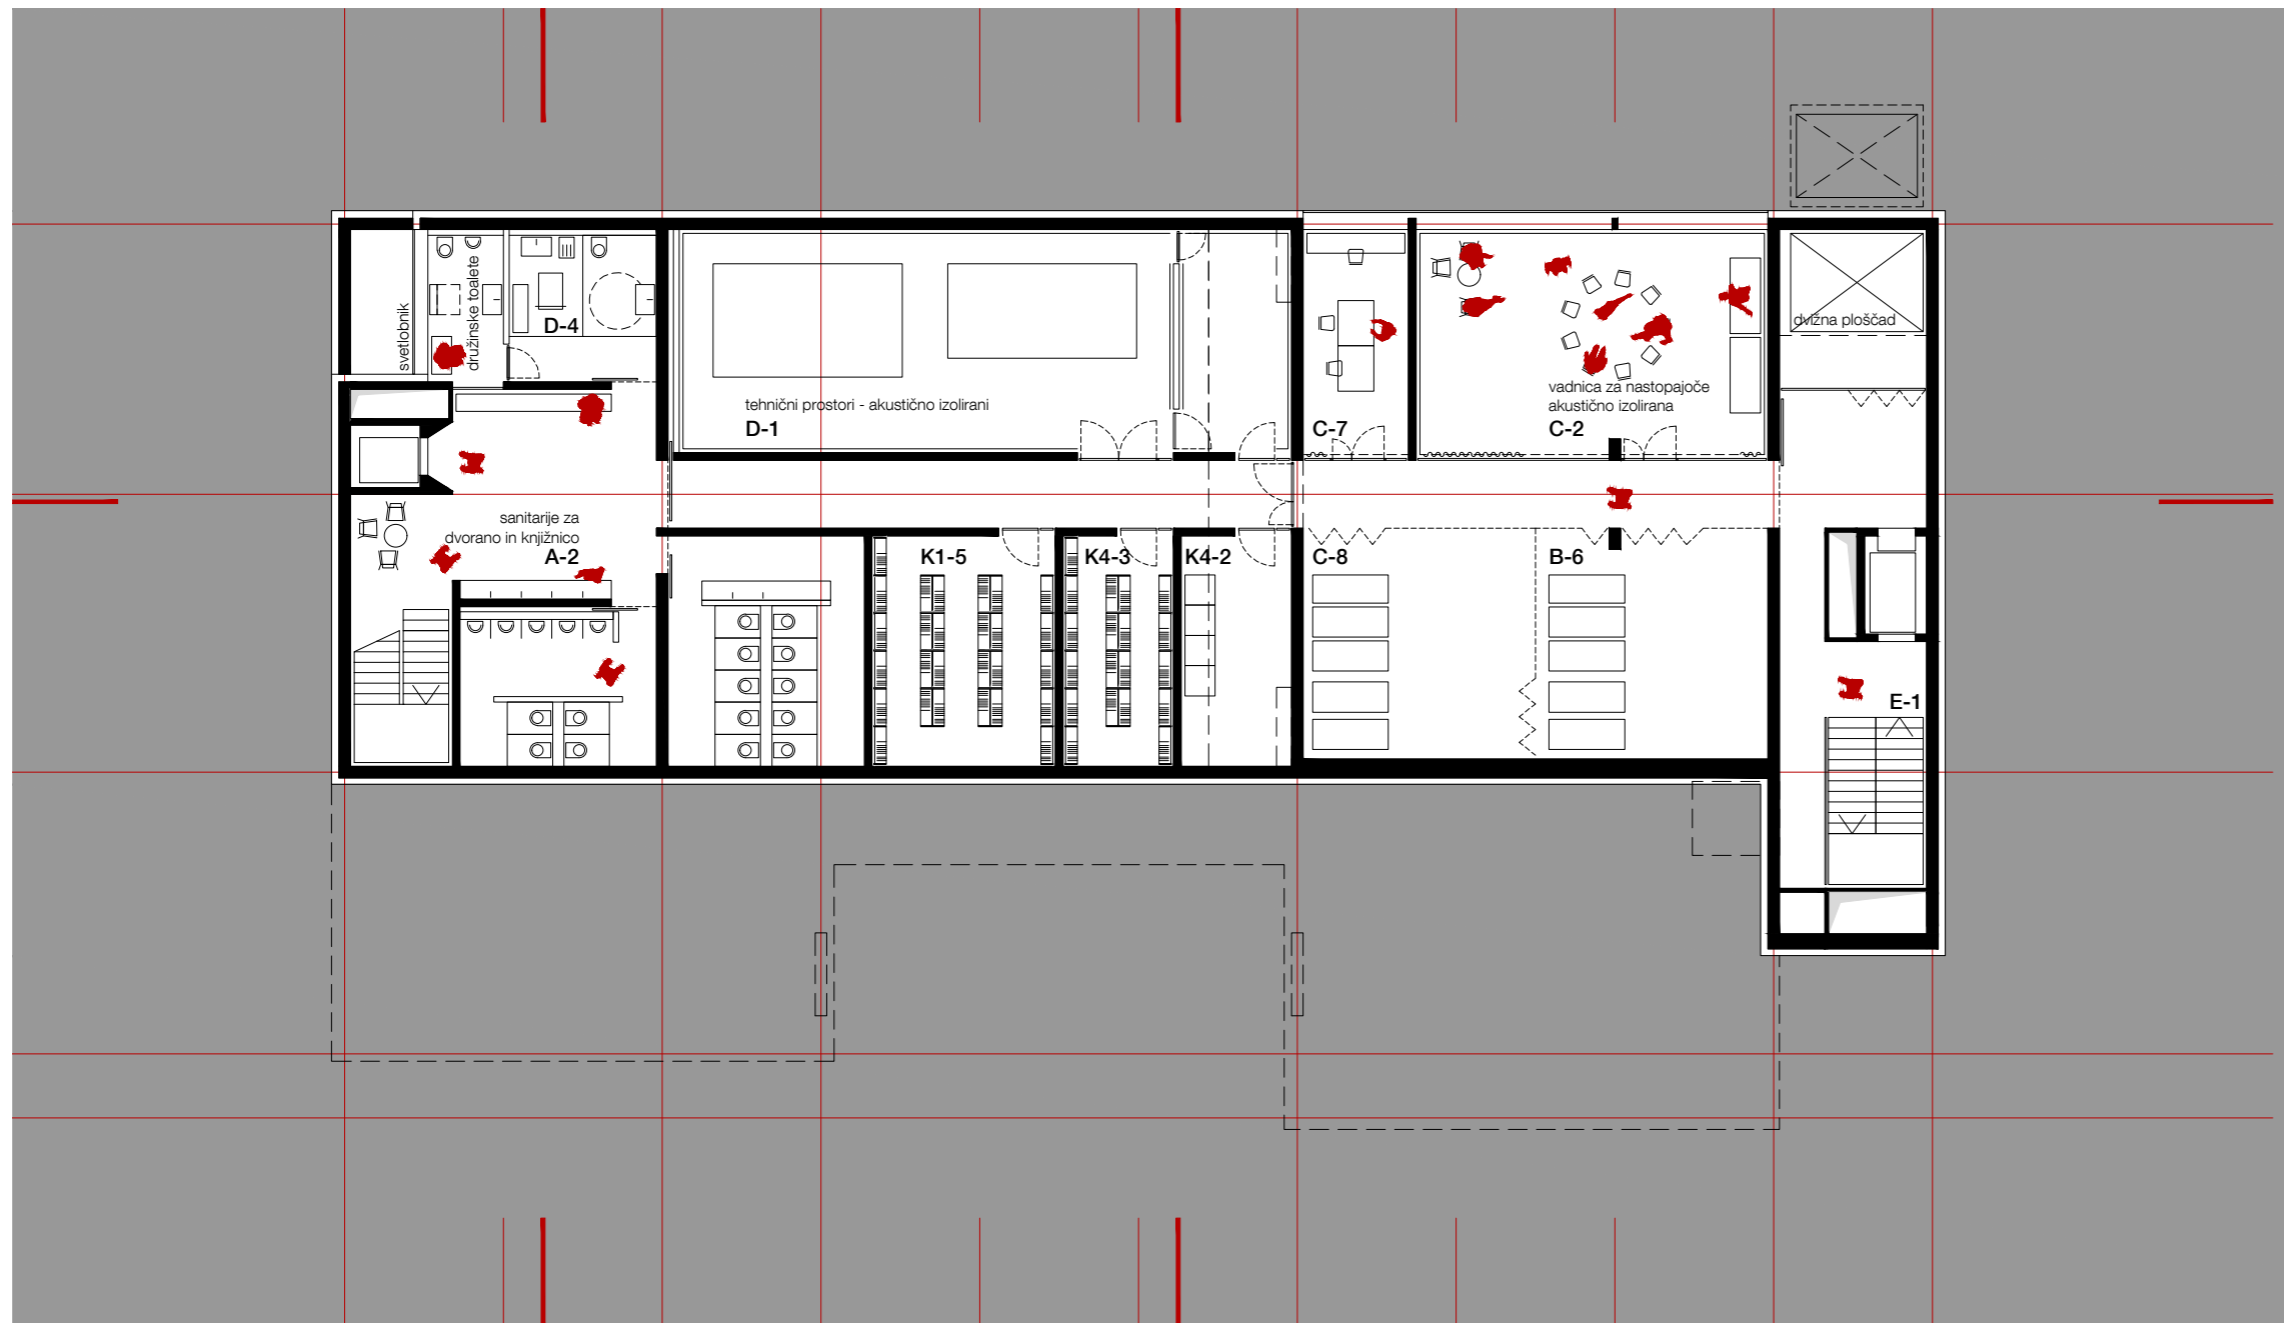 svetlobnik
družinske toalete
D-4
tehnični prostori - akustično izolirani
D-1
C-7
vadnica za nastopajoče
akustično izolirana
C-2
dvižna ploščad
sanitarije za
dvorano in knjižnico
A-2
K1-5
K4-3
K4-2
C-8
B-6
E-1